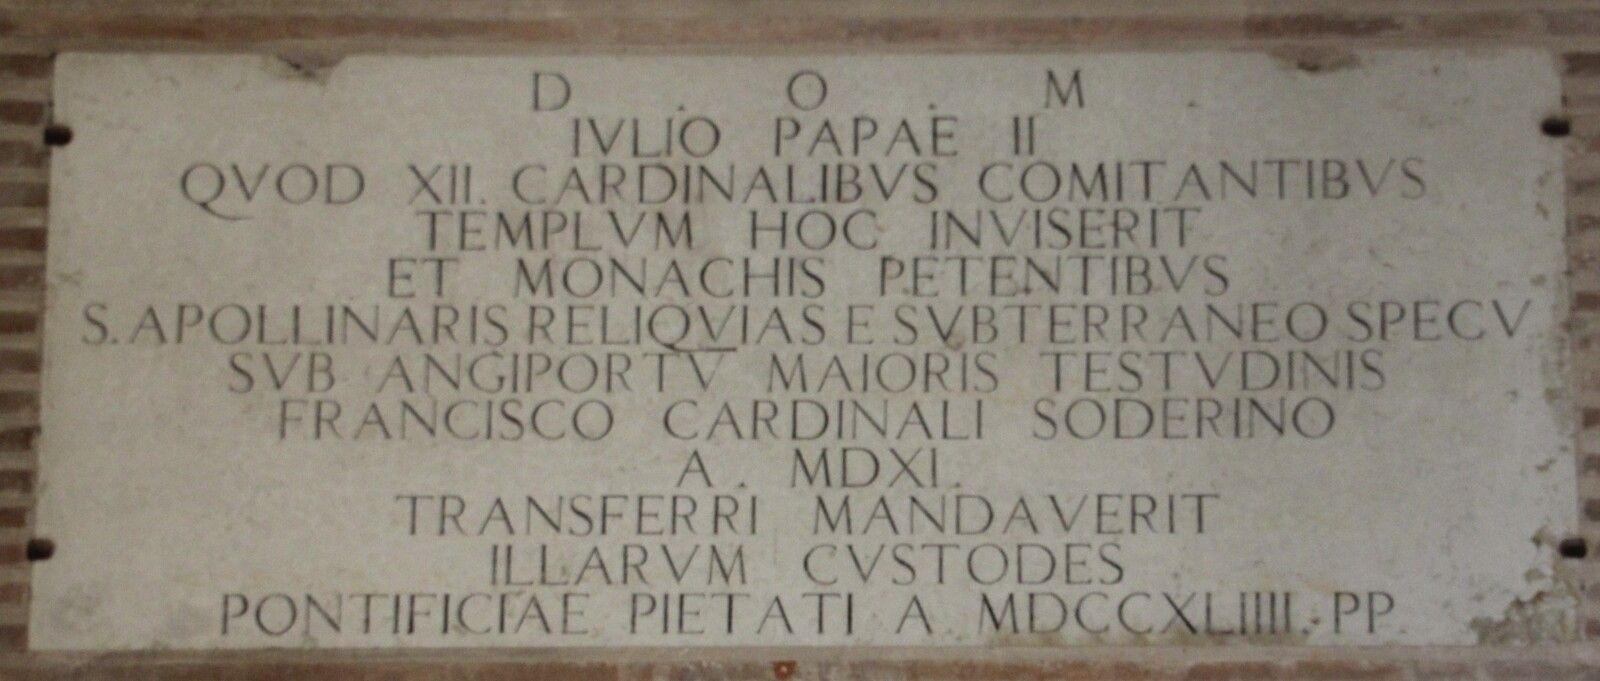 D . O . M .
IVLIO PAPAE II
QVOD XII. CARDINALIBVS COMITANTIBVS
TEMPLVM HOC INVISERIT
ET MONACHIS PETENTIBVS
S. APOLLINARIS RELIQVIAS E SVBTERRANEO SPECV
SVB ANGIPORTV MAIORIS TESTVDINIS
FRANCISCO CARDINALI SODERINO
A . MDXI.
TRANSFERRI MANDAVERIT
ILLARVM CVSTODES
PONTIFICIAE PIETATI A . MDCCXLIIII. PP.